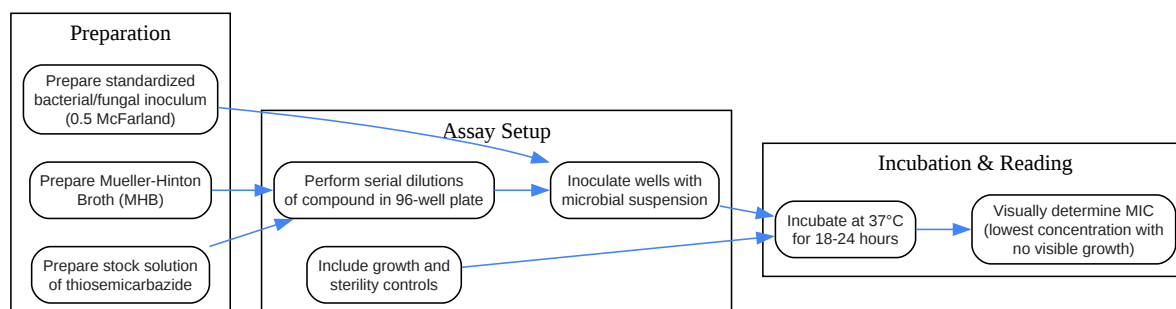 Preparation
Prepare standardized
bacterial/fungal inoculum
(0.5 McFarland)
Prepare Mueller-Hinton
Broth (MHB)
Prepare stock solution
of thiosemicarbazide
Assay Setup
Perform serial dilutions
of compound in 96-well plate
Inoculate wells with
microbial suspension
Include growth and
sterility controls
Incubation & Reading
Incubate at 37°C
for 18-24 hours
Visually determine MIC
(lowest concentration with
no visible growth)